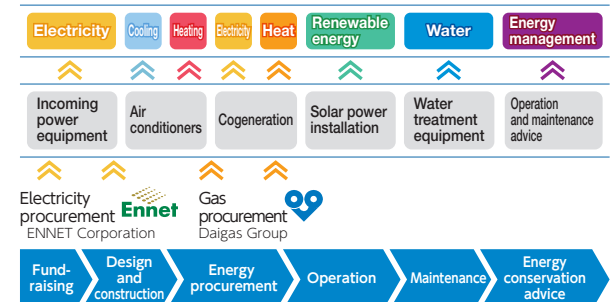 Electricity
Cooling
Heating
Electricity
Heat
Renewable
energy
Water
Energy
management
Incoming
power
equipment
Air
conditioners
Cogeneration
Solar power
installation
Water
treatment
equipment
Operation
and maintenance
advice
Electricity
procurement
Ennet
ENNET Corporation
Gas
procurement
Daigas Group
Fund-
raising
Design
and
construction
Energy
procurement
Operation
Maintenance
Energy
conservation
advice